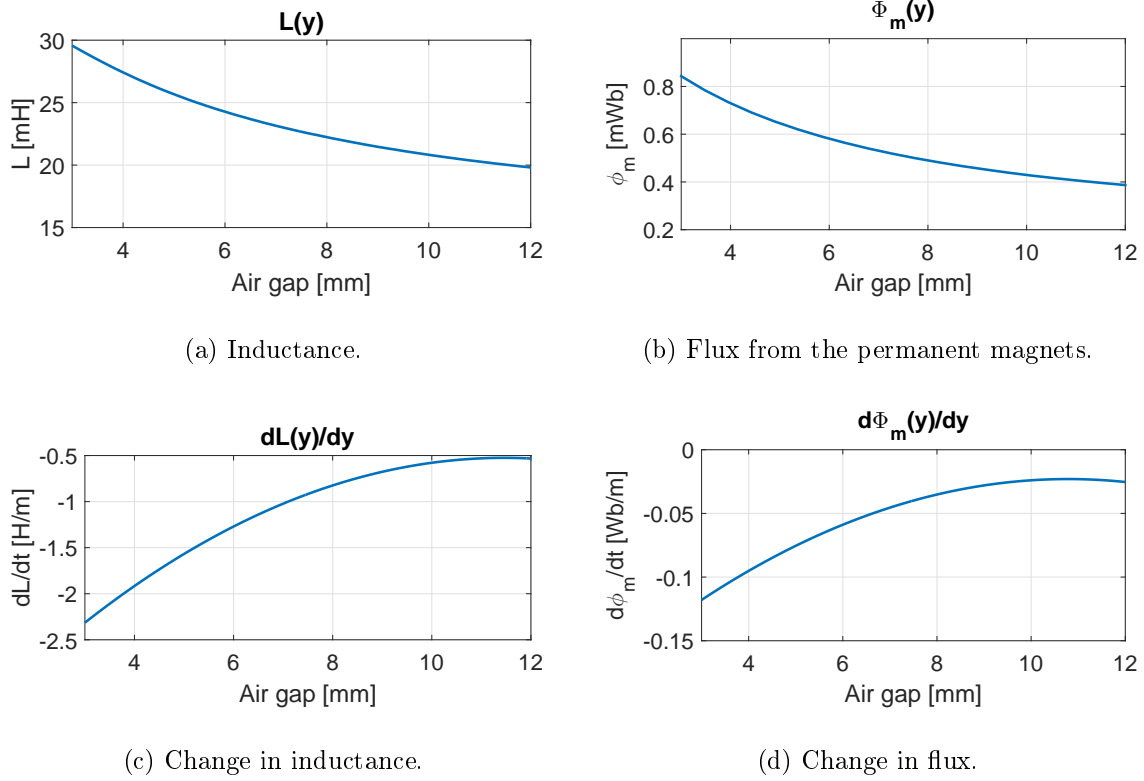 L(y)
30
25
20
15
L [mH]
4 6 8 10 12
Air gap [mm]
(a) Inductance.
Φm(y)
0.8
0.6
0.4
0.2
ϕm [mWb]
4 6 8 10 12
Air gap [mm]
(b) Flux from the permanent magnets.
dL(y)/dy
-0.5
-1
-1.5
-2
-2.5
dL/dt [H/m]
4 6 8 10 12
Air gap [mm]
(c) Change in inductance.
dΦm(y)/dy
0
-0.05
-0.1
-0.15
dϕm/dt [Wb/m]
4 6 8 10 12
Air gap [mm]
(d) Change in flux.